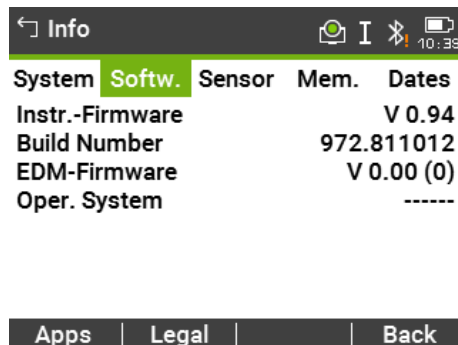 Info
I
10:39
System Softw. Sensor Mem. Dates
Instr.-Firmware V 0.94
Build Number 972.811012
EDM-Firmware V 0.00 (0)
Oper. System ------
Apps Legal Back